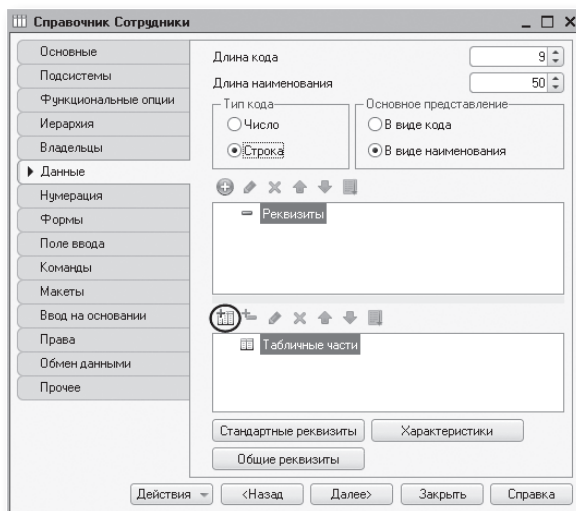 Справочник Сотрудники
Основные
Подсистемы
Функциональные опции
Иерархия
Владельцы
Данные
Нумерация
Формы
Поле ввода
Команды
Макеты
Ввод на основании
Права
Обмен данными
Прочее
Длина кода
9
Длина наименования
50
Тип кода
Число
Строка
Основное представление
В виде кода
В виде наименования
Реквизиты
Табличные части
Стандартные реквизиты
Характеристики
Общие реквизиты
Действия
<Назад
Далее>
Закрыть
Справка